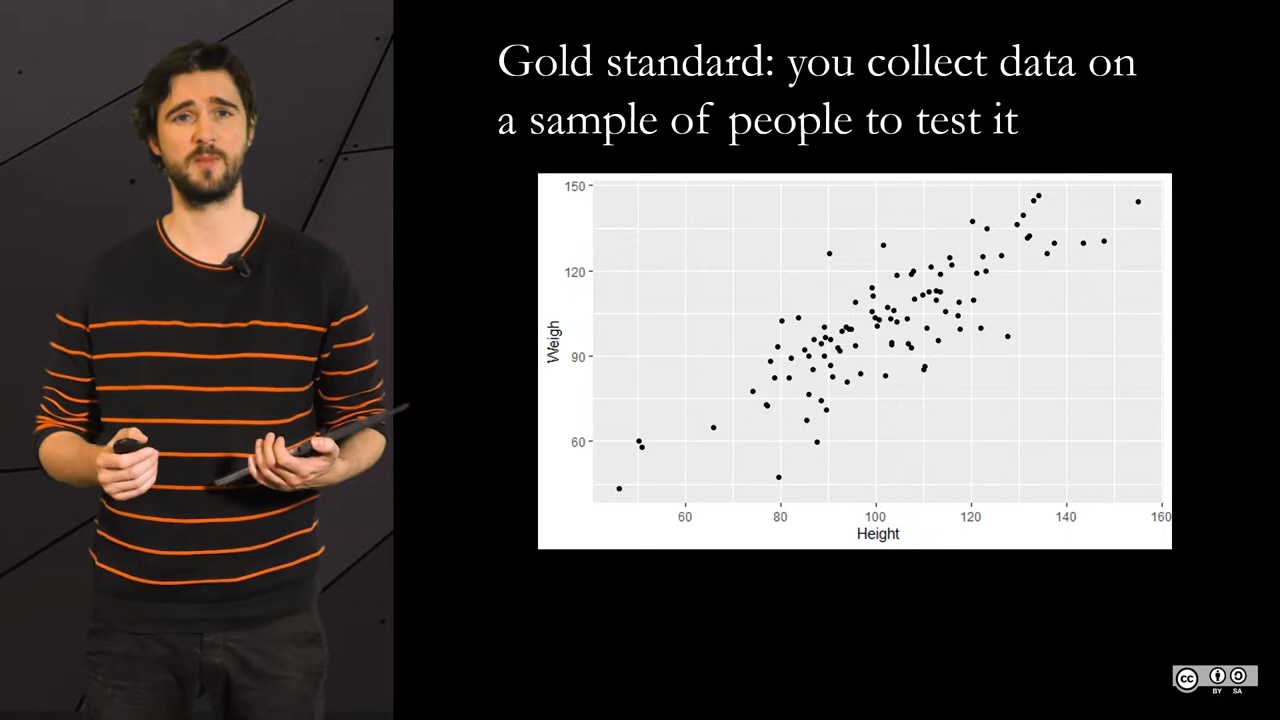 Gold standard: you collect data on
a sample of people to test it
150
120
90
60
Weigh
60 80 100 120 140 160
Height
cc
BY SA